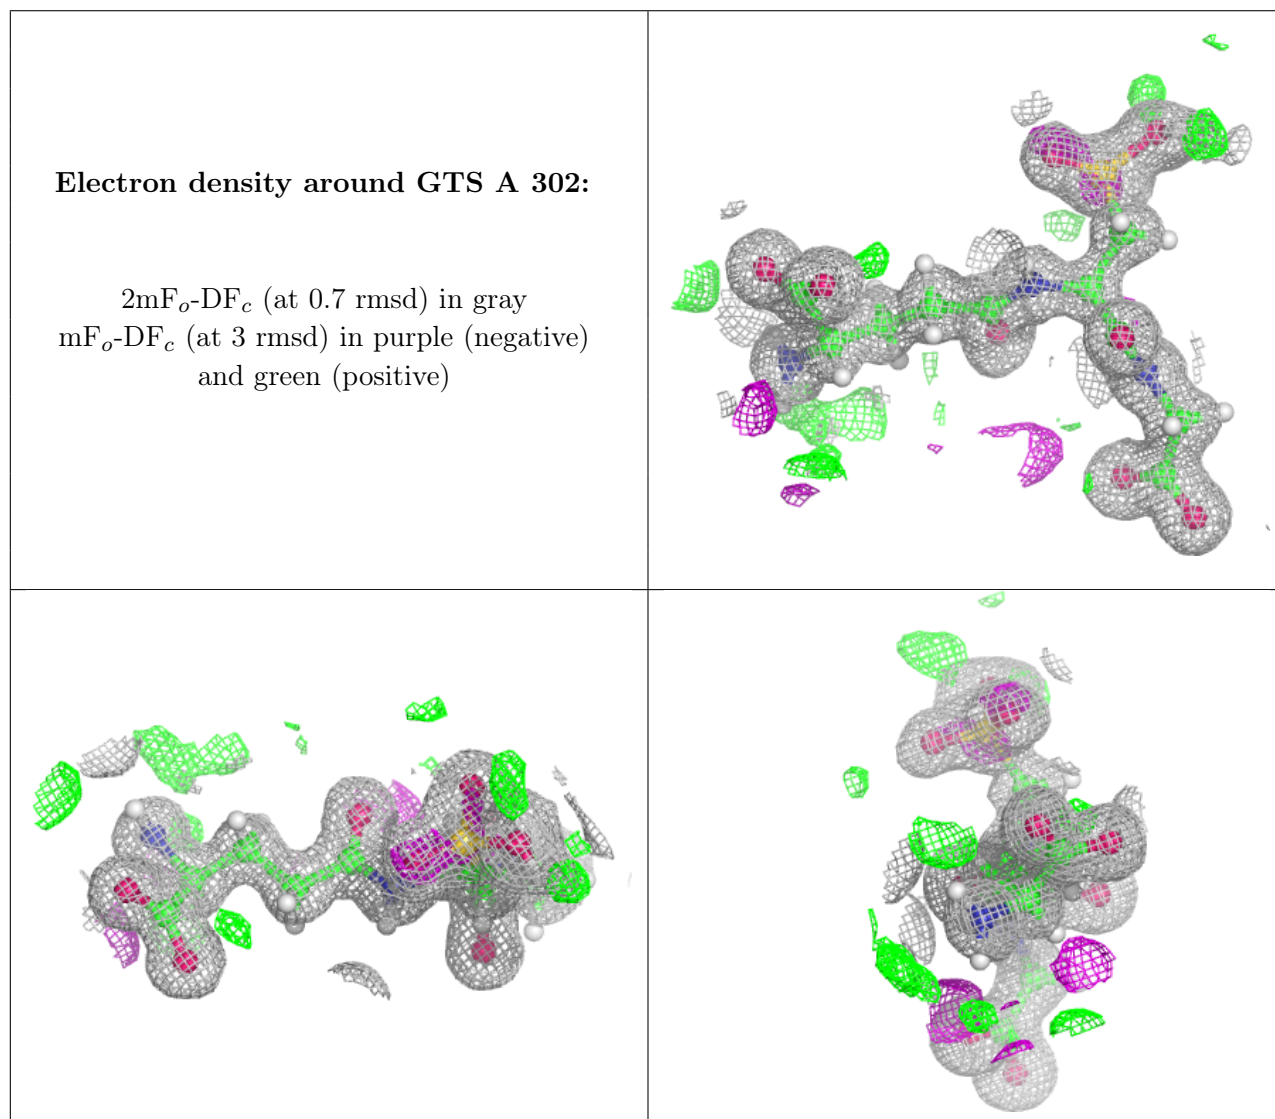 Electron density around GTS A 302:
2mFo-DFc (at 0.7 rmsd) in gray
mFo-DFc (at 3 rmsd) in purple (negative)
and green (positive)